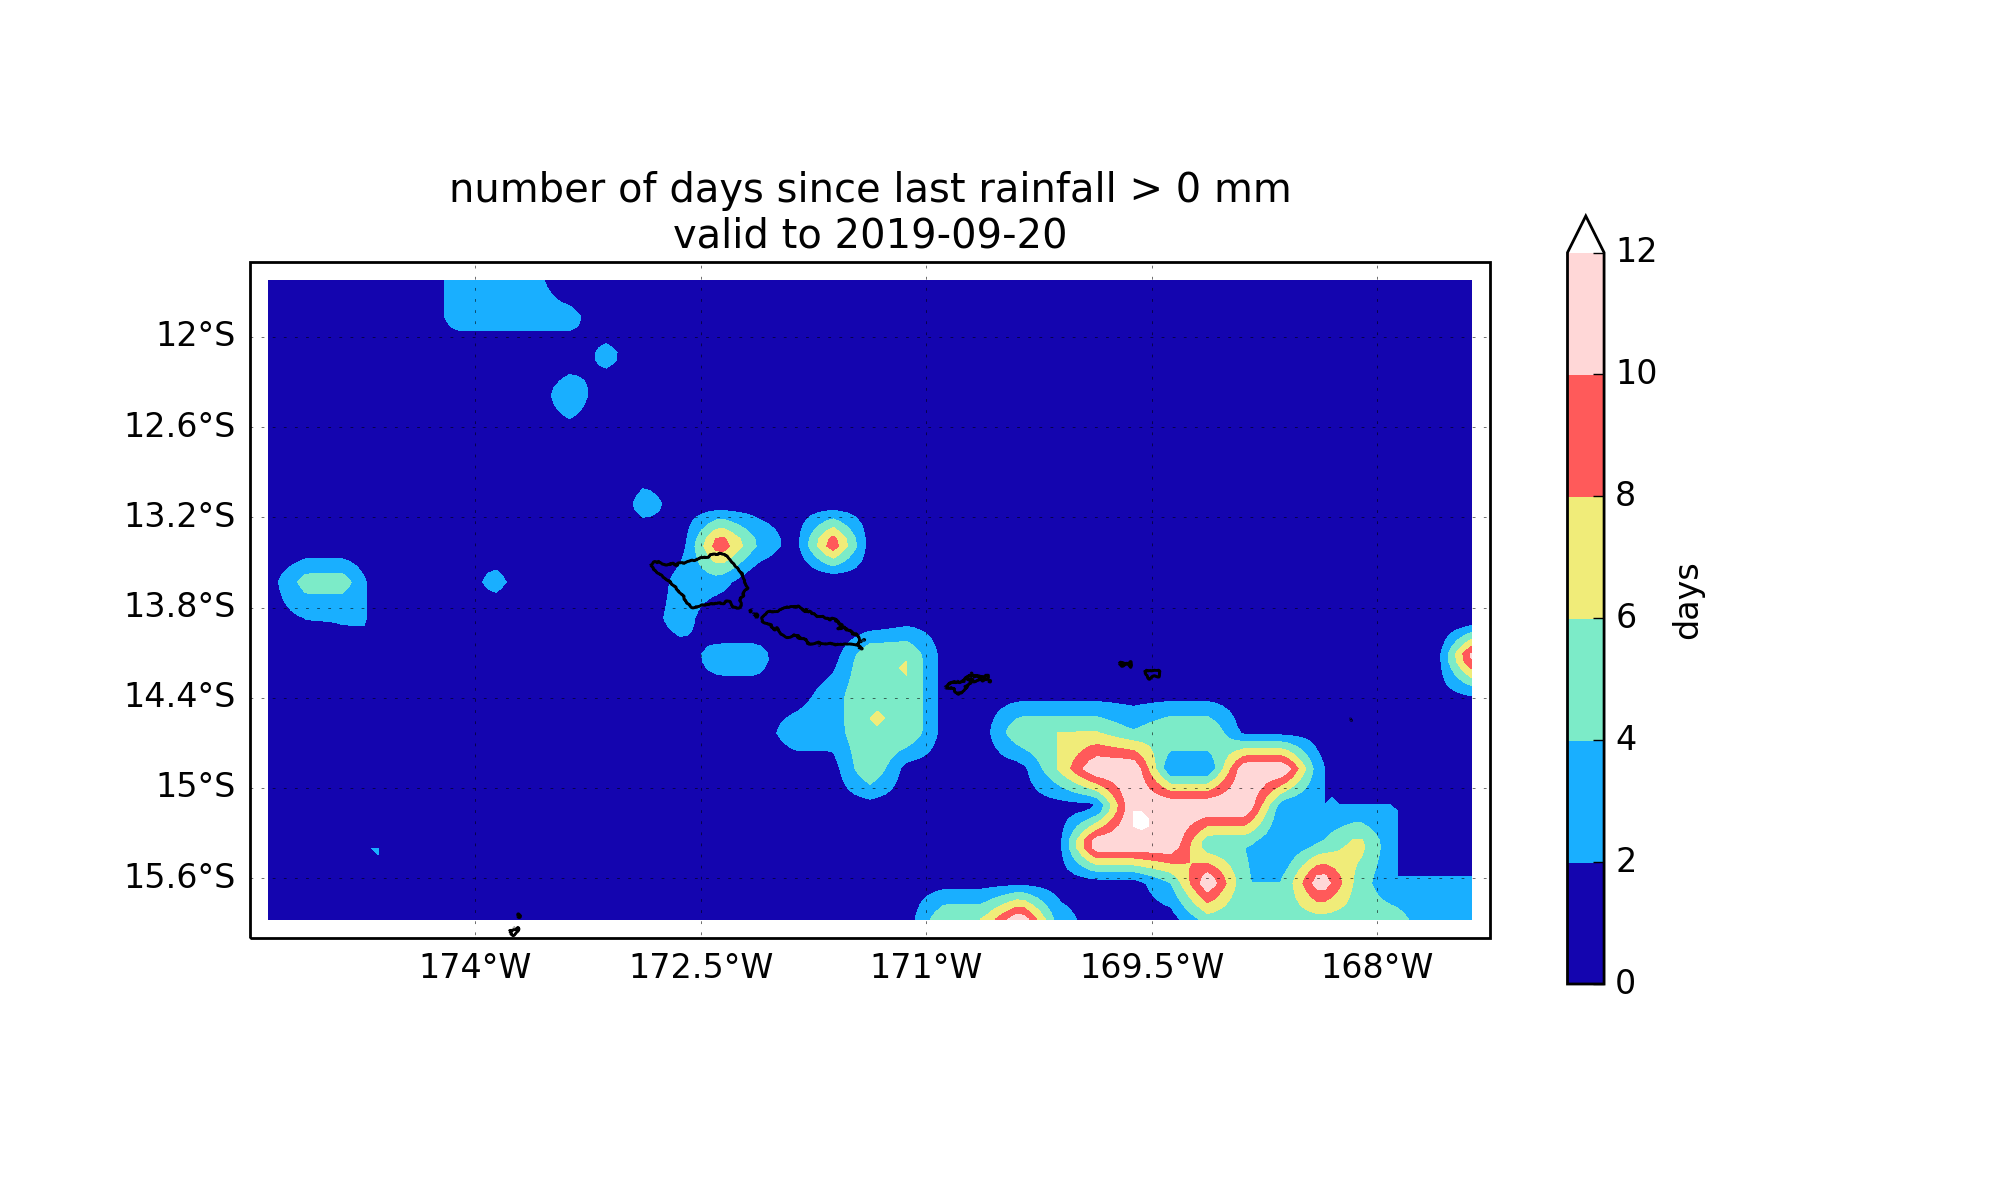 number of days since last rainfall > 0 mm
valid to 2019-09-20
12°S
12.6°S
13.2°S
13.8°S
14.4°S
15°S
15.6°S
174°W 172.5°W 171°W 169.5°W 168°W
12
10
8
6
4
2
0
days